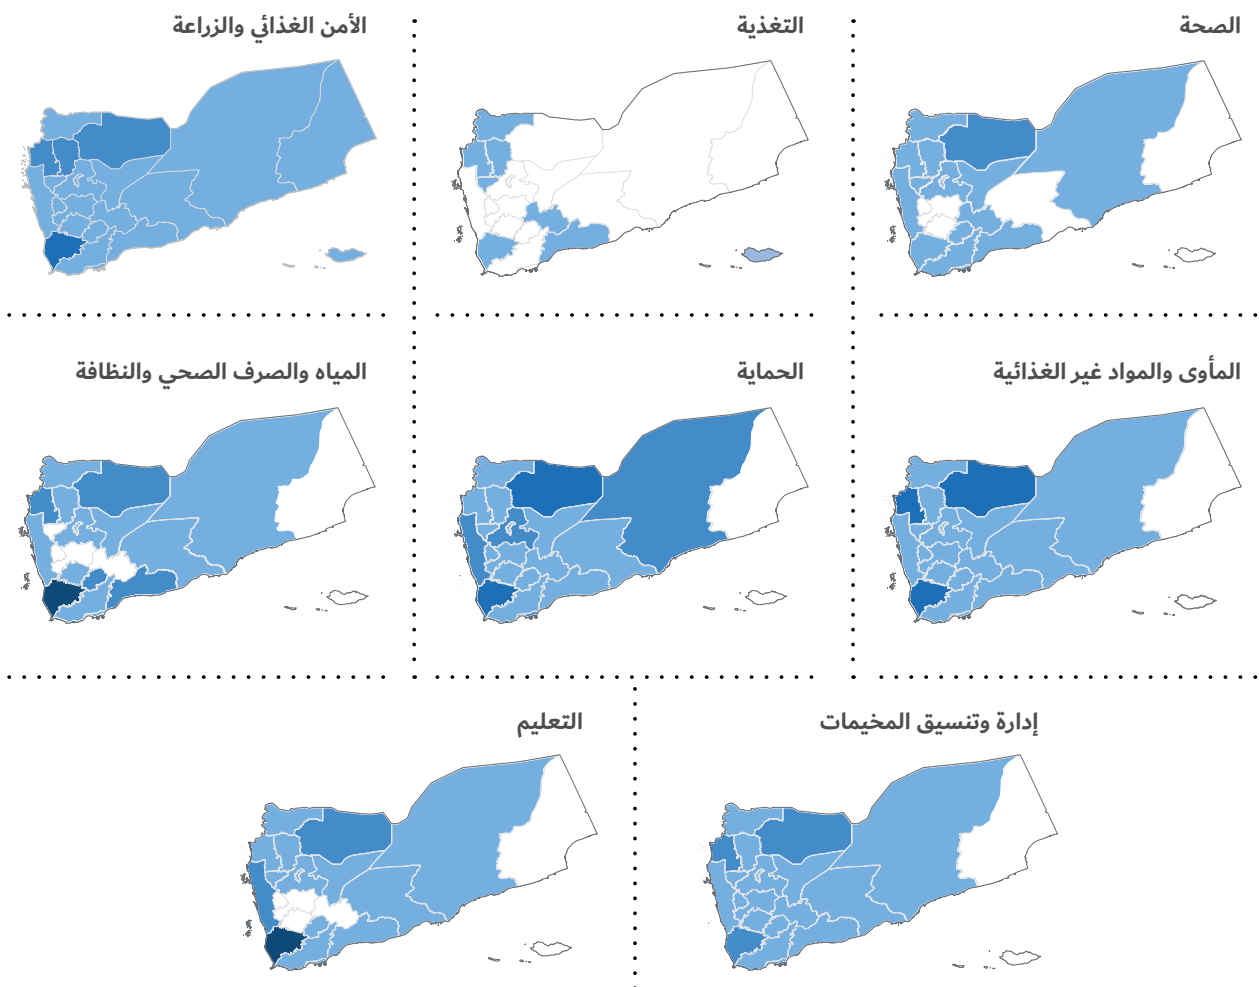 الصحة
التغذية
الأمن الغذائي والزراعة
المأوى والمواد غير الغذائية
الحماية
المياه والصرف الصحي والنظافة
إدارة وتنسيق المخيمات
التعليم